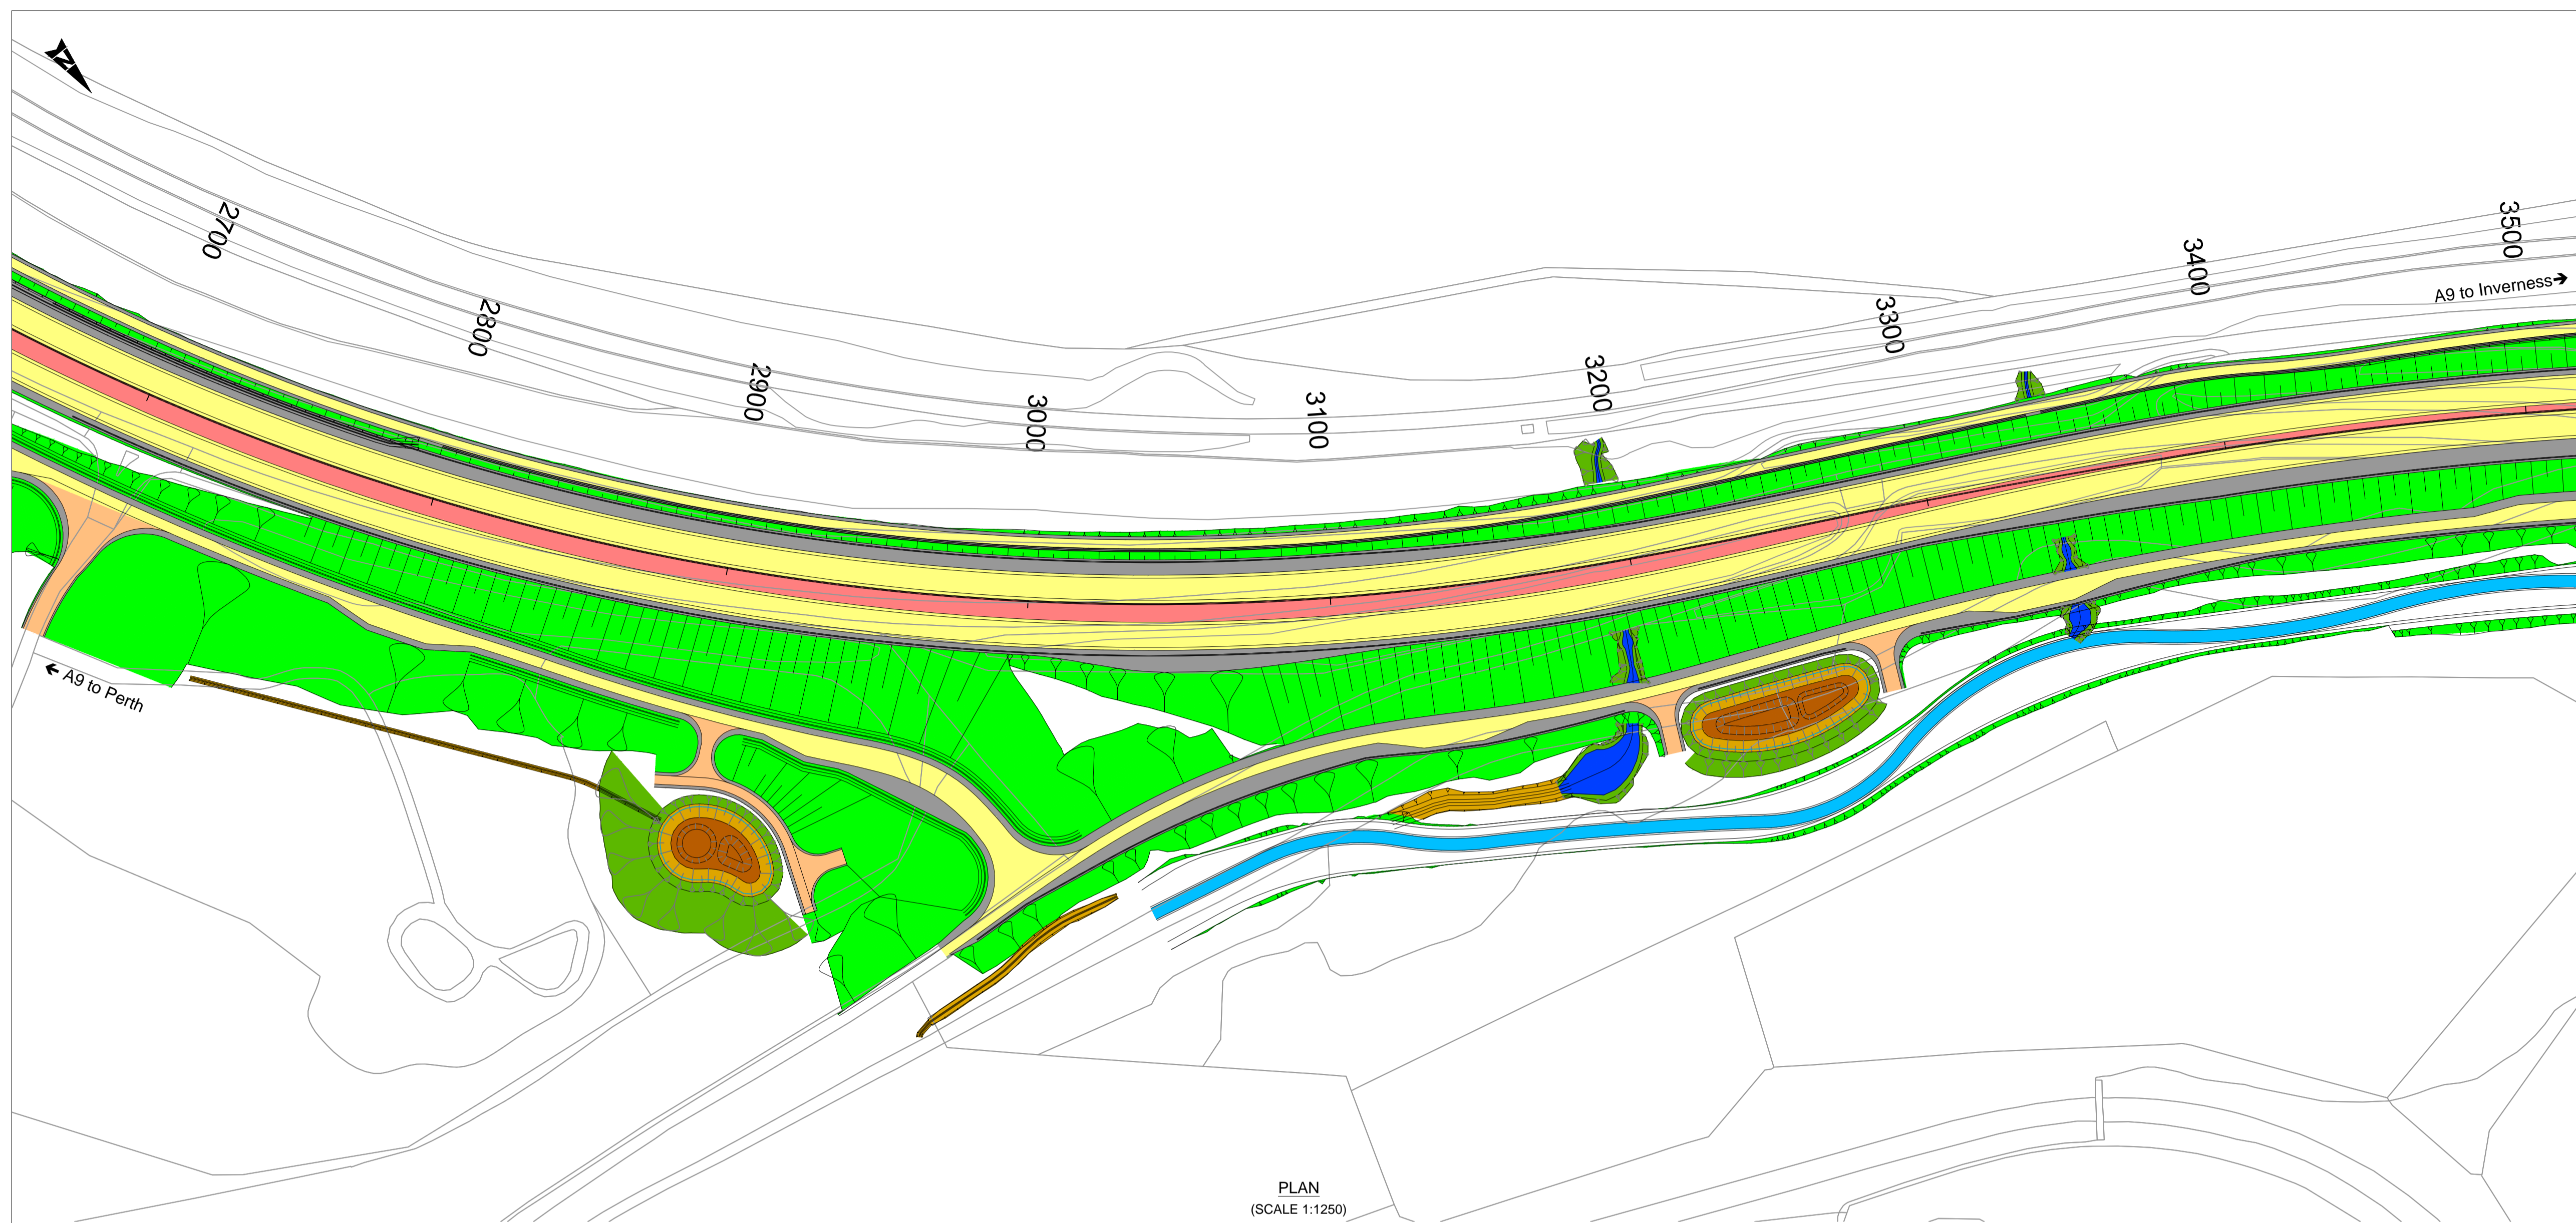 N
2700
2800
2900
3000
3100
3200
3300
3400
3500
A9 to Inverness
A9 to Perth
PLAN
(SCALE 1:1250)